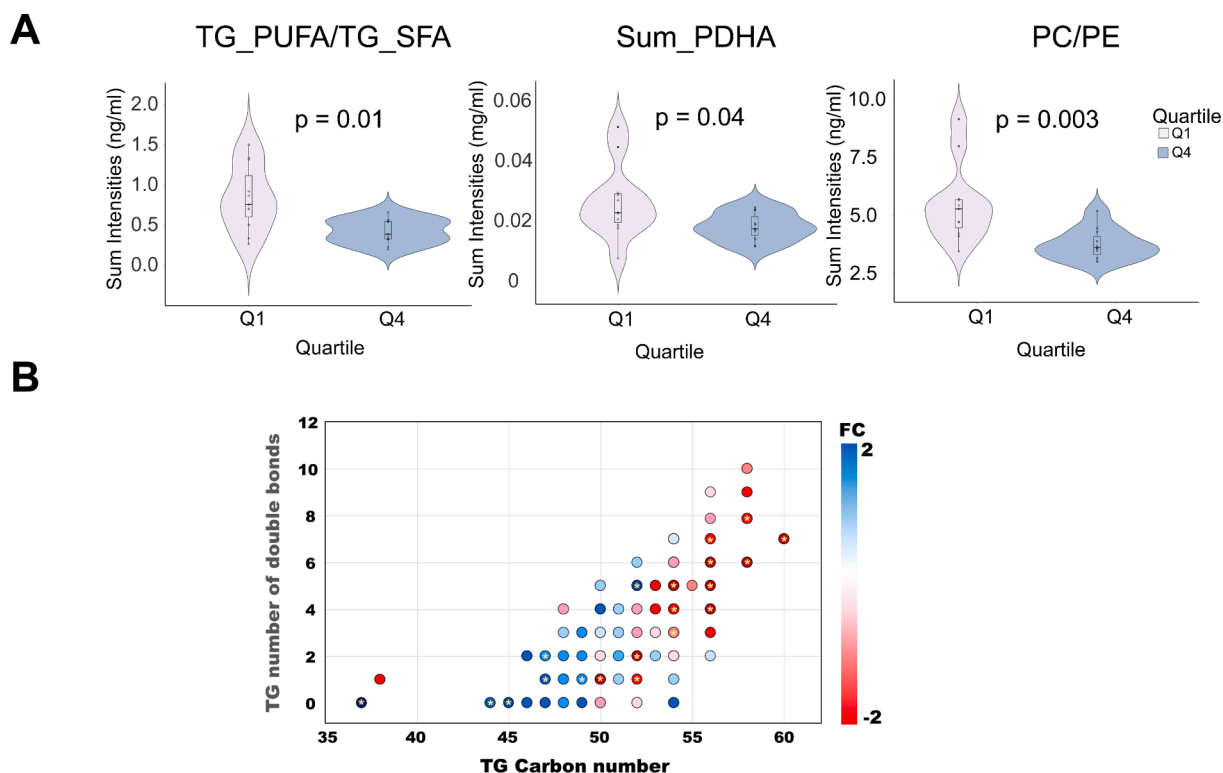 A
TG_PUFA/TG_SFA
Sum_PDHA
PC/PE
Sum Intensities (ng/ml)
2.0
1.5
1.0
0.5
0.0
p = 0.01
Q1
Q4
Quartile
Sum Intensities (mg/ml)
0.06
0.04
0.02
0
p = 0.04
Q1
Q4
Quartile
Sum Intensities (ng/ml)
10.0
7.5
5.0
2.5
p = 0.003
Q1
Q4
Quartile
Quartile
Q1
Q4
B
TG number of double bonds
12
10
8
6
4
2
0
35
40
45
50
55
60
TG Carbon number
FC
2
-2